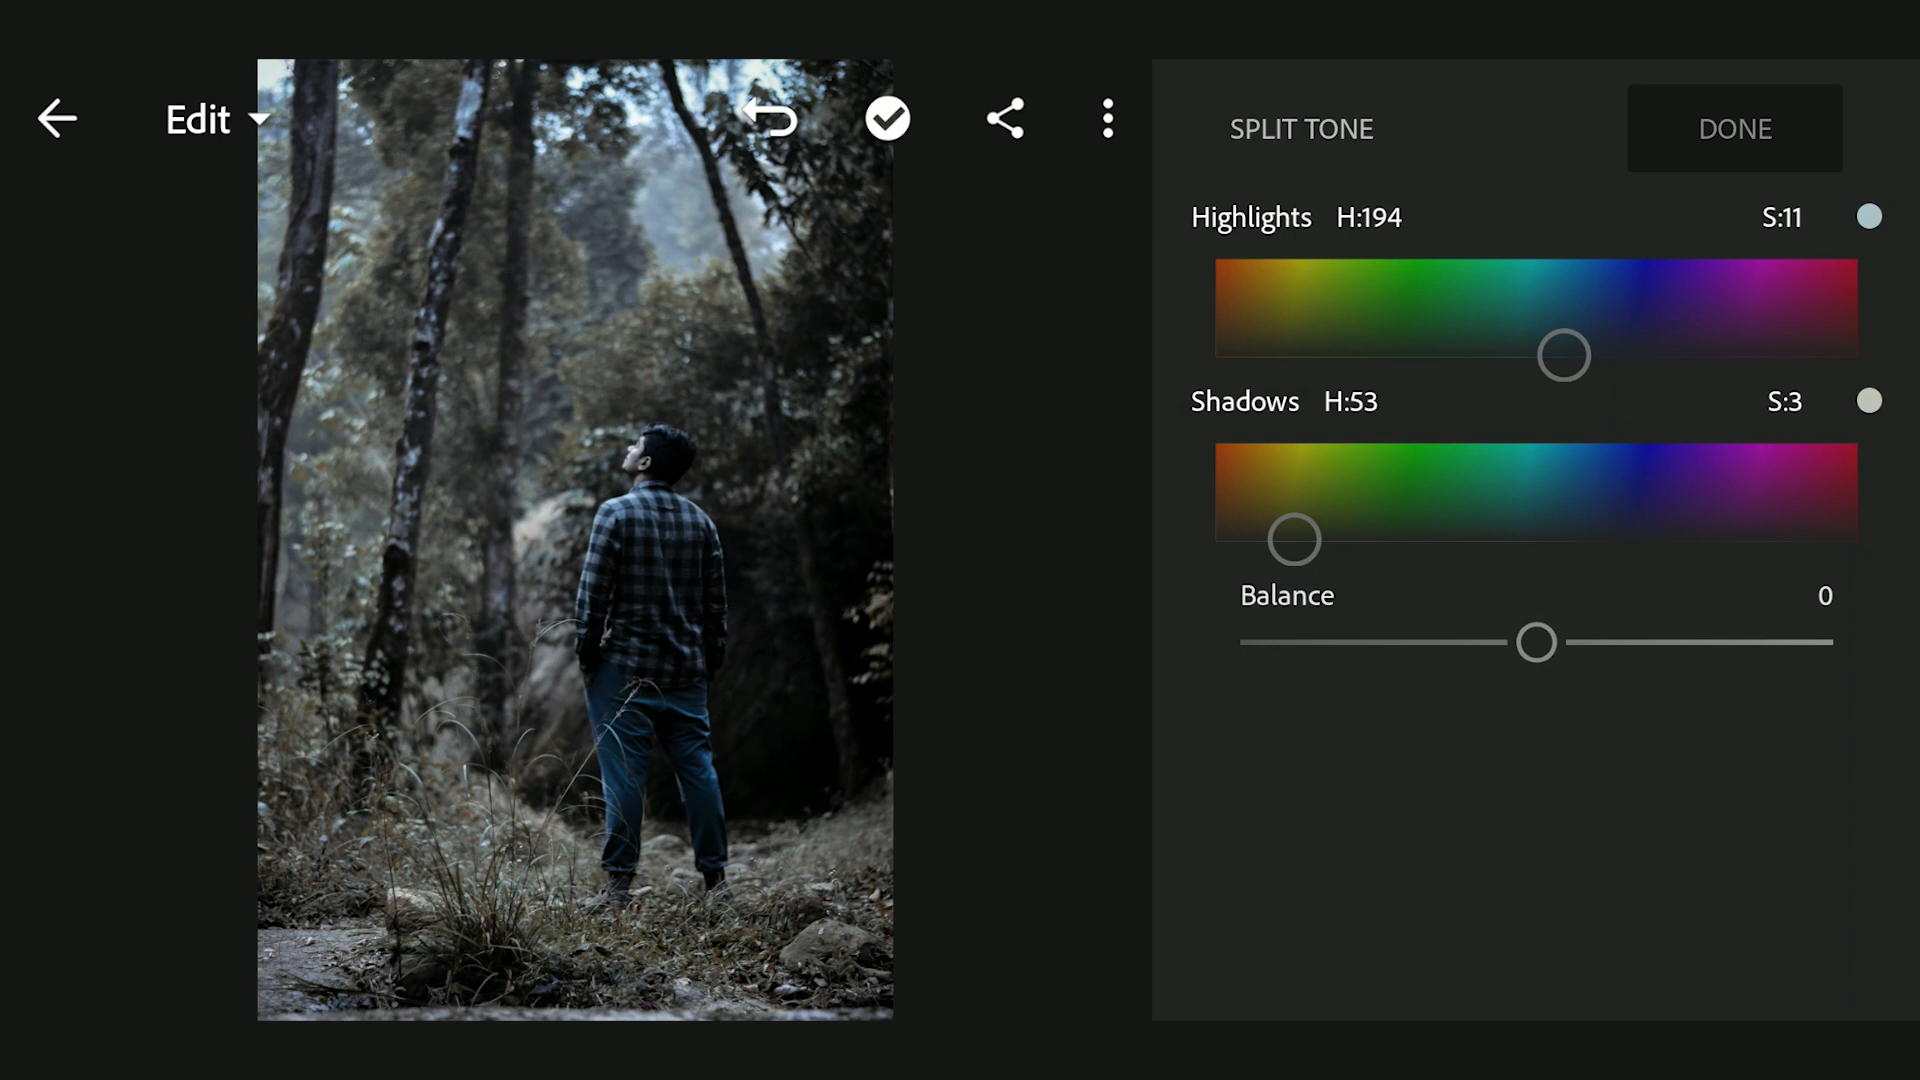 Edit
SPLIT TONE
DONE
Highlights H:194 S:11
Shadows H:53 S:3
Balance 0